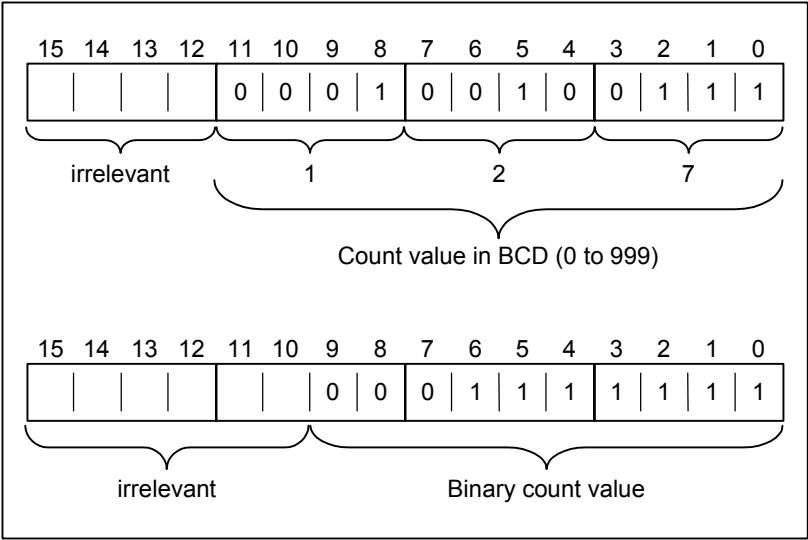 15 14 13 12 11 10 9 8 7 6 5 4 3 2 1 0
0 0 0 1 0 0 1 0 0 1 1 1
irrelevant 1 2 7
Count value in BCD (0 to 999)
15 14 13 12 11 10 9 8 7 6 5 4 3 2 1 0
0 0 0 1 1 1 1 1 1 1
irrelevant Binary count value